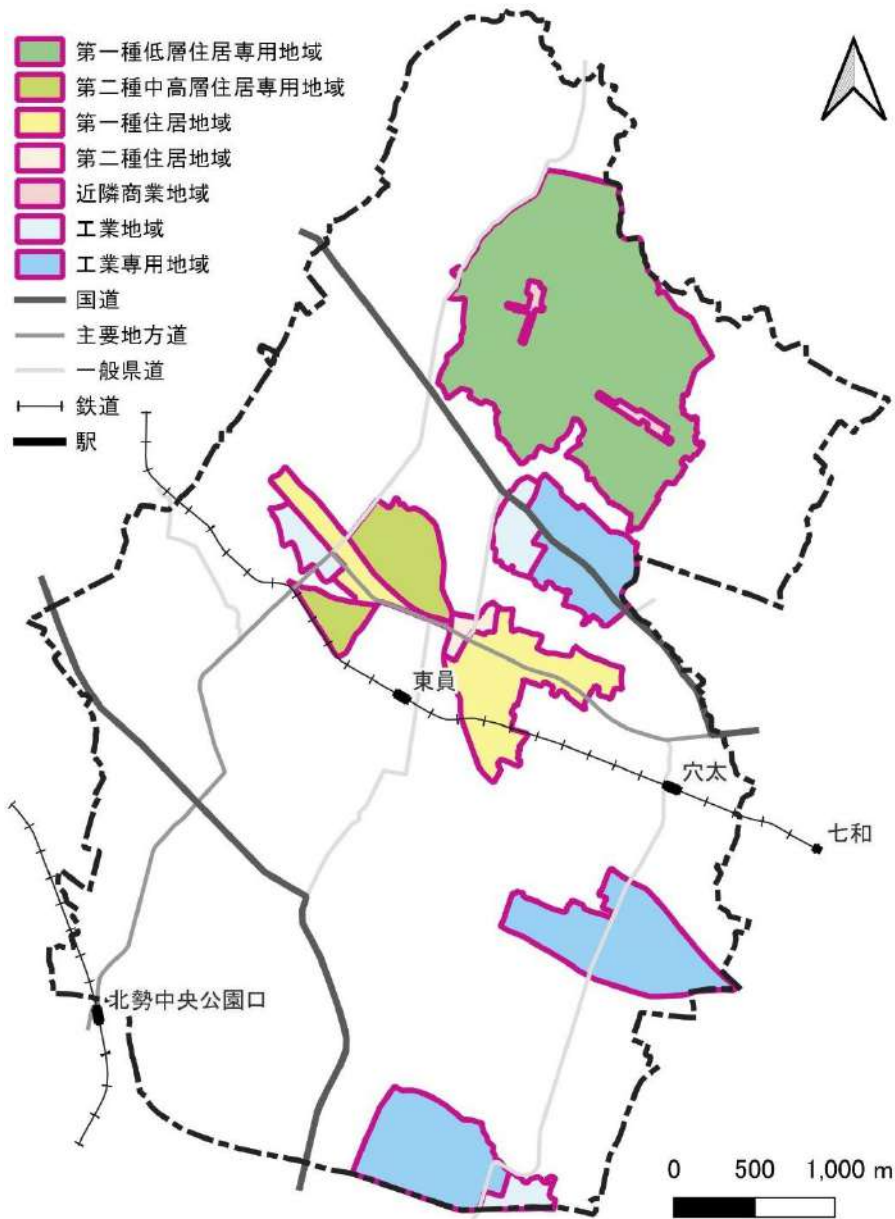 第一種低層住居専用地域
第二種中高層住居専用地域
第一種住居地域
第二種住居地域
近隣商業地域
工業地域
工業専用地域
国道
主要地方道
一般県道
鉄道
駅
東員
穴太
七和
北勢中央公園口
0 500 1,000 m